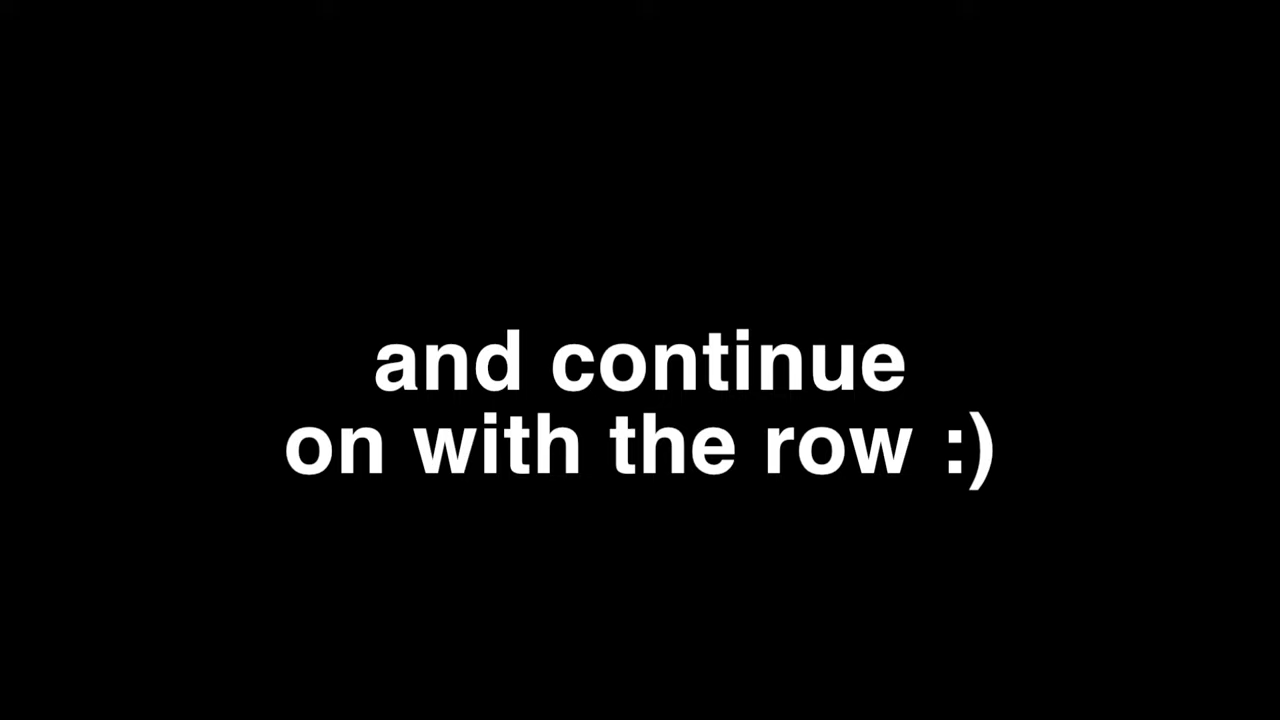 and continue
on with the row :)